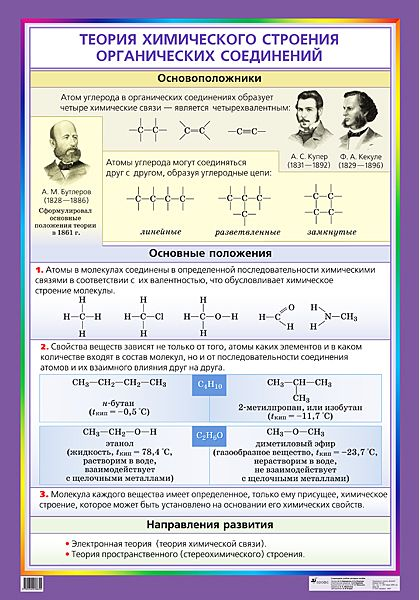 ТЕОРИЯ ХИМИЧЕСКОГО СТРОЕНИЯ
ОРГАНИЧЕСКИХ СОЕДИНЕНИЙ
Основоположники
Атом углерода в органических соединениях образует
четыре химические связи — является четырехвалентным:
–C–C– C=C –C=C–
А. С. Купер
(1831—1892)
Ф. А. Кекуле
(1829—1896)
А. М. Бутлеров
(1828—1886)
Сформулировал
основные
положения теории
в 1861 г.
Атомы углерода могут соединяться
друг с другом, образуя углеродные цепи:
–C–C–C–C– –C–C–C– –C–C–
–C– –C–C–
линейные разветвленные замкнутые
Основные положения
1. Атомы в молекулах соединены в определенной последовательности химическими
связями в соответствии с их валентностью, что обусловливает химическое
строение молекулы.
H H H
H–C–H H–C–Cl H–C–O–H H–C O H H N–CH₃
H H H H
2. Свойства веществ зависят не только от того, атомы каких элементов и в каком
количестве входят в состав молекул, но и от последовательности соединения
атомов и их взаимного влияния друг на друга.
CH₃—CH₂—CH₂—CH₃
н-бутан
(tкип = –0,5 °C)
C₄H₁₀
CH₃—CH—CH₃
CH₃
2-метилпропан, или изобутан
(tкип = –11,7 °C)
CH₃—CH₂—O—H
этанол
(жидкость, tкип = 78,4 °C,
растворим в воде,
взаимодействует
с щелочными металлами)
C₂H₆O
CH₃—O—CH₃
диметиловый эфир
(газообразное вещество, tкип = –23,7 °C,
нерастворим в воде,
не взаимодействует
с щелочными металлами)
3. Молекула каждого вещества имеет определенное, только ему присущее, химическое
строение, которое может быть установлено на основании его химических свойств.
Направления развития
• Электронная теория (теория химической связи).
• Теория пространственного (стереохимического) строения.